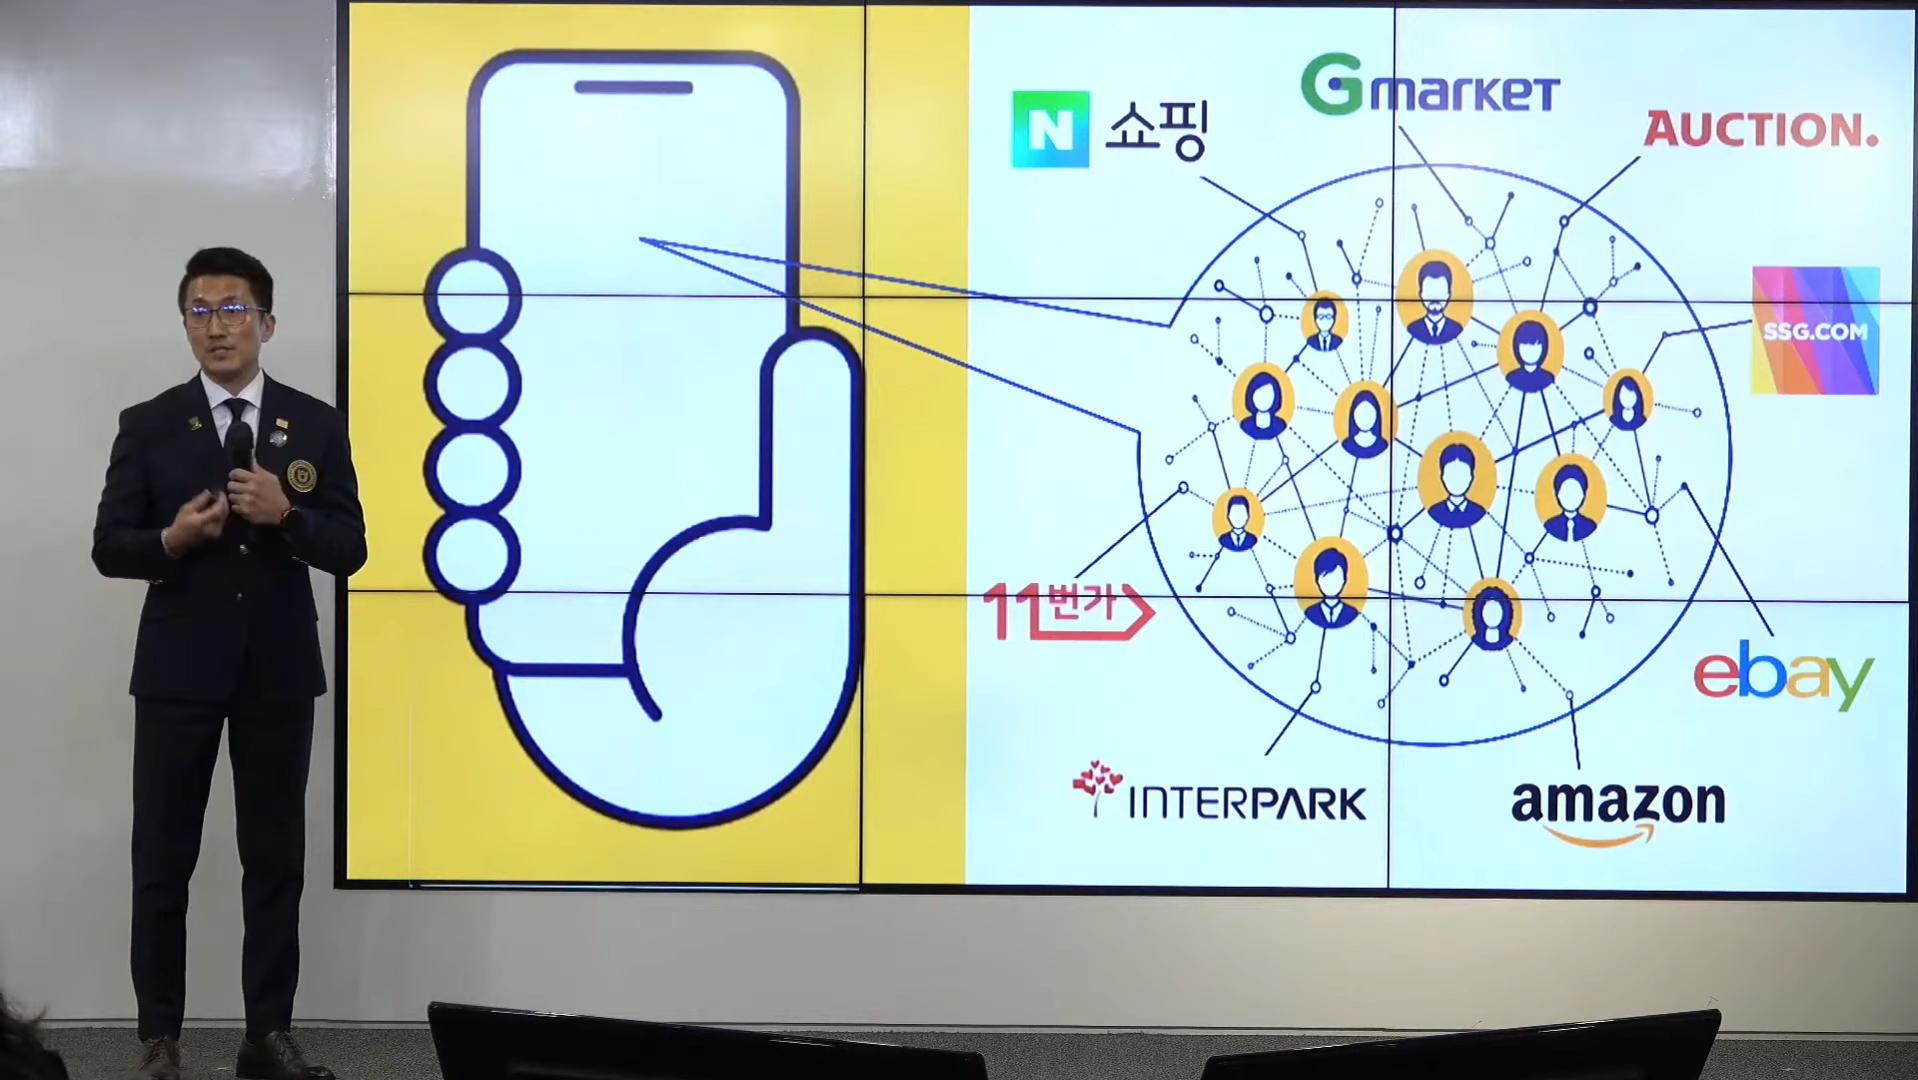 Gmarket
N 쇼핑
AUCTION.
SSG.COM
11번가
ebay
INTERPARK
amazon